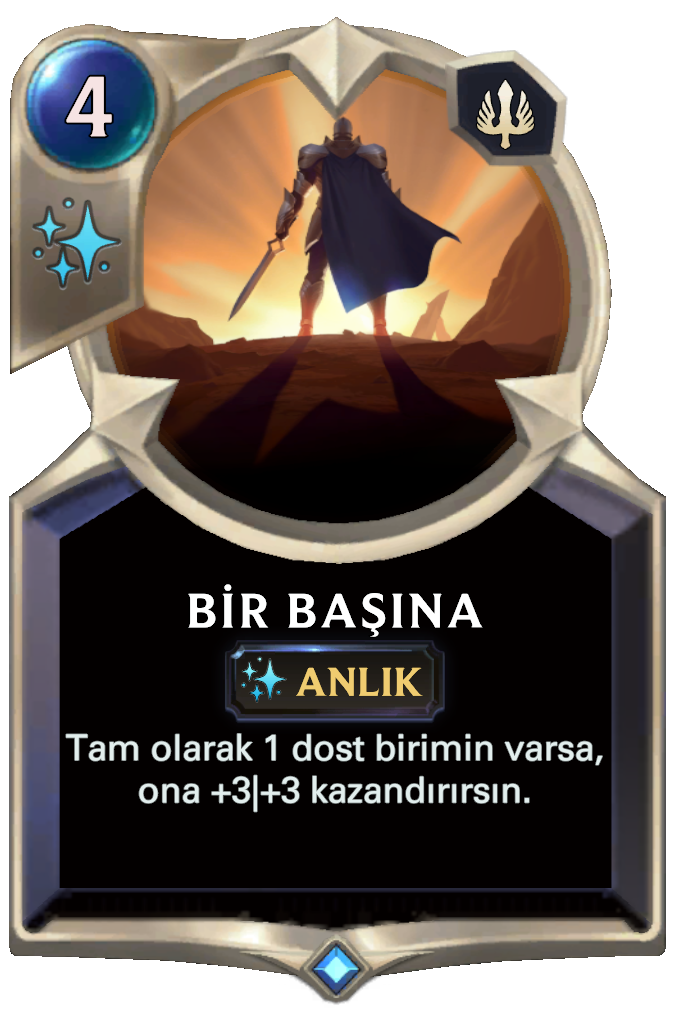 4
BİR BAŞINA
ANLIK
Tam olarak 1 dost birimin varsa,
ona +3|+3 kazandırırsın.